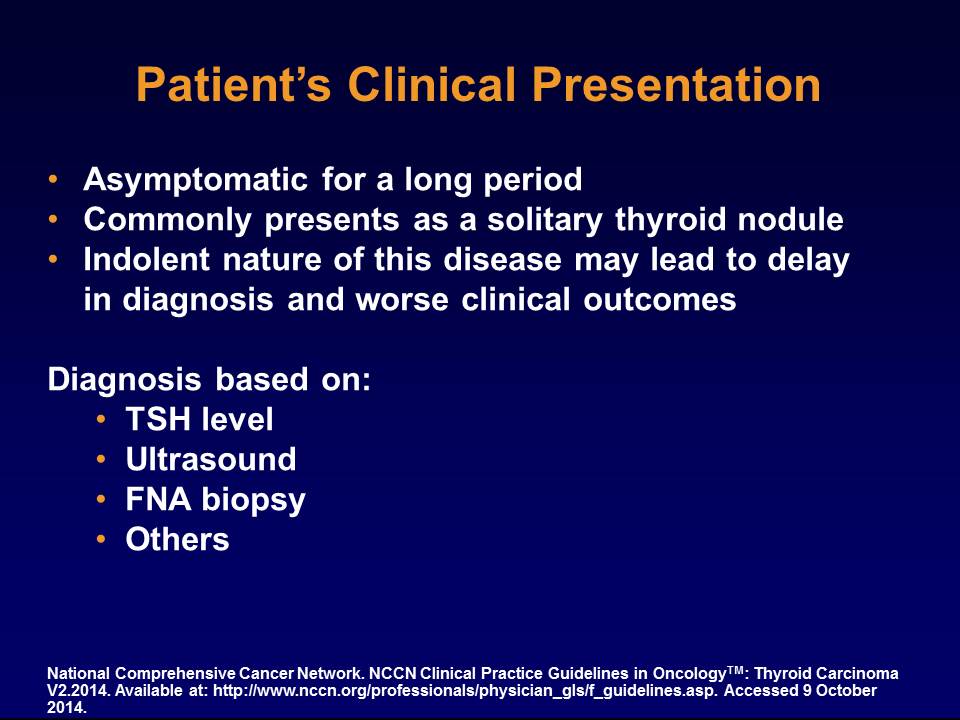 Patient’s Clinical Presentation
• Asymptomatic for a long period
• Commonly presents as a solitary thyroid nodule
• Indolent nature of this disease may lead to delay
in diagnosis and worse clinical outcomes
Diagnosis based on:
• TSH level
• Ultrasound
• FNA biopsy
• Others
National Comprehensive Cancer Network. NCCN Clinical Practice Guidelines in Oncology™: Thyroid Carcinoma
V2.2014. Available at: http://www.nccn.org/professionals/physician_gls/f_guidelines.asp. Accessed 9 October
2014.